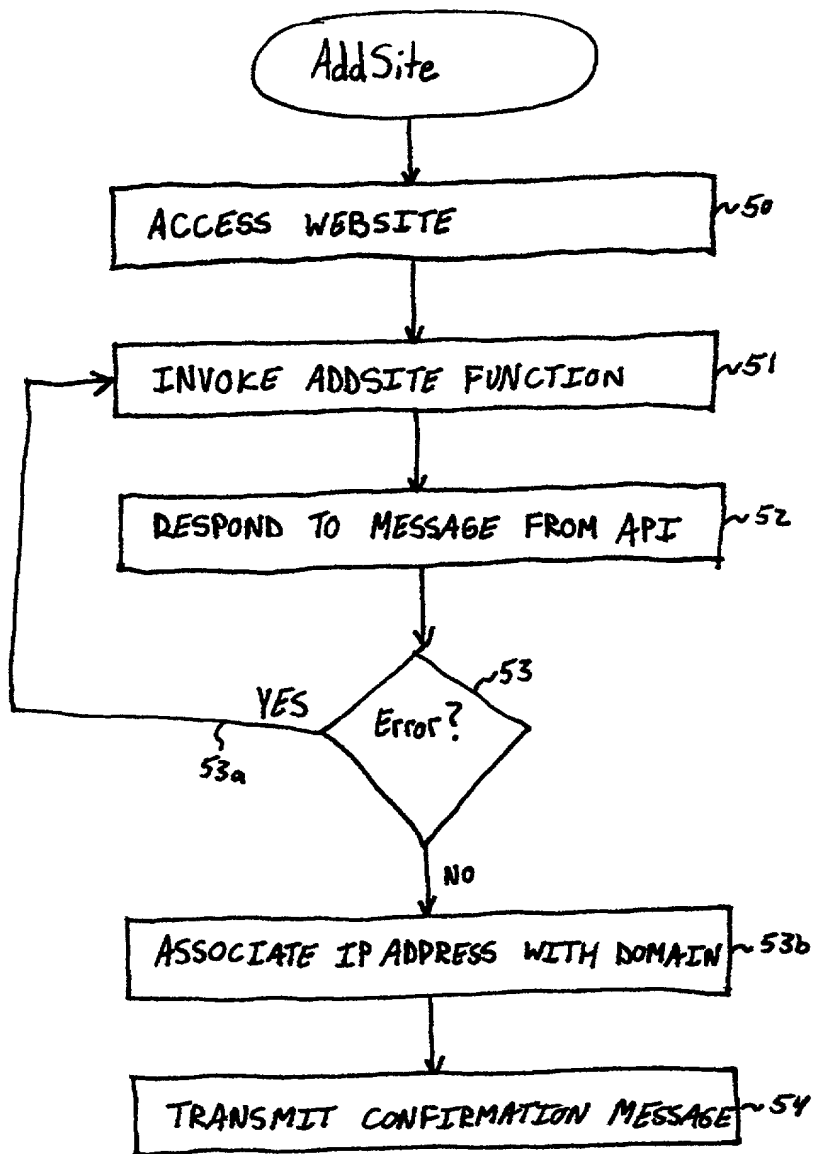 AddSite
ACCESS WEBSITE
50
INVOKE ADDSITE FUNCTION
51
RESPOND TO MESSAGE FROM API
52
53
Error?
YES
53a
NO
ASSOCIATE IP ADDRESS WITH DOMAIN
53b
TRANSMIT CONFIRMATION MESSAGE
54